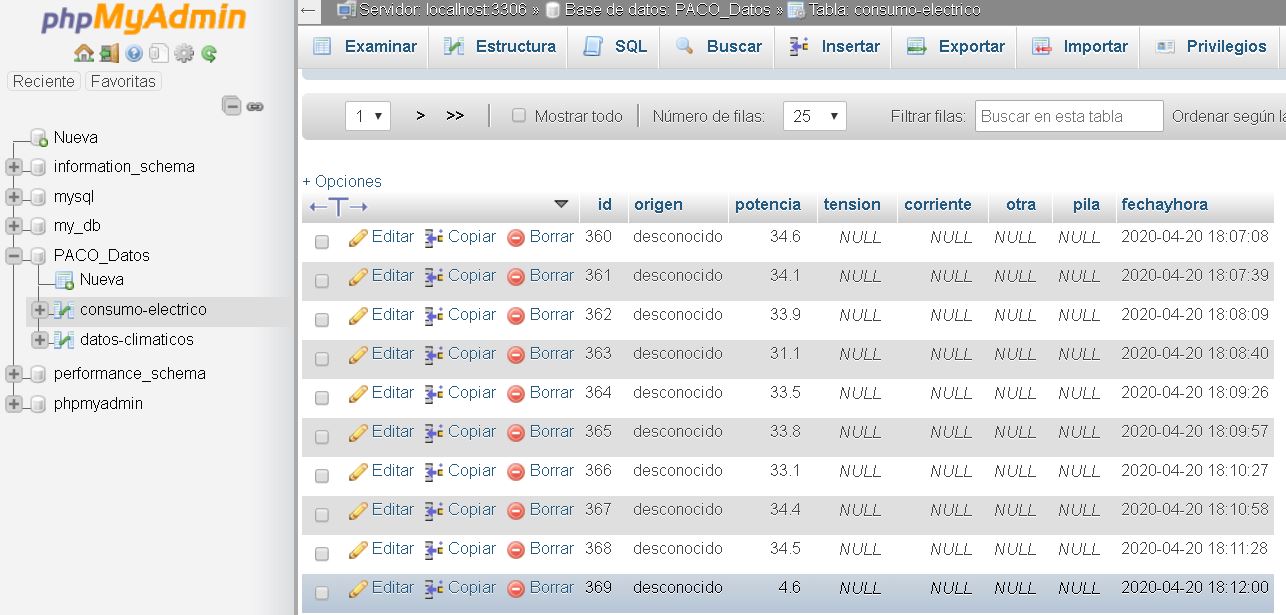 phpMyAdmin
Reciente Favoritas
Nueva
information_schema
mysql
my_db
PACO_Datos
Nueva
consumo-electrico
datos-climaticos
performance_schema
phpmyadmin
← Servidor: localhost:3306 » Base de datos: PACO_Datos » Tabla: consumo-electrico
Examinar Estructura SQL Buscar Insertar Exportar Importar Privilegios
1 > >> Mostrar todo Número de filas: 25 Filtrar filas: Buscar en esta tabla Ordenar según la
+ Opciones
←T→ id origen potencia tension corriente otra pila fechayhora
Editar Copiar Borrar 360 desconocido 34.6 NULL NULL NULL NULL 2020-04-20 18:07:08
Editar Copiar Borrar 361 desconocido 34.1 NULL NULL NULL NULL 2020-04-20 18:07:39
Editar Copiar Borrar 362 desconocido 33.9 NULL NULL NULL NULL 2020-04-20 18:08:09
Editar Copiar Borrar 363 desconocido 31.1 NULL NULL NULL NULL 2020-04-20 18:08:40
Editar Copiar Borrar 364 desconocido 33.5 NULL NULL NULL NULL 2020-04-20 18:09:26
Editar Copiar Borrar 365 desconocido 33.8 NULL NULL NULL NULL 2020-04-20 18:09:57
Editar Copiar Borrar 366 desconocido 33.1 NULL NULL NULL NULL 2020-04-20 18:10:27
Editar Copiar Borrar 367 desconocido 34.4 NULL NULL NULL NULL 2020-04-20 18:10:58
Editar Copiar Borrar 368 desconocido 34.5 NULL NULL NULL NULL 2020-04-20 18:11:28
Editar Copiar Borrar 369 desconocido 4.6 NULL NULL NULL NULL 2020-04-20 18:12:00